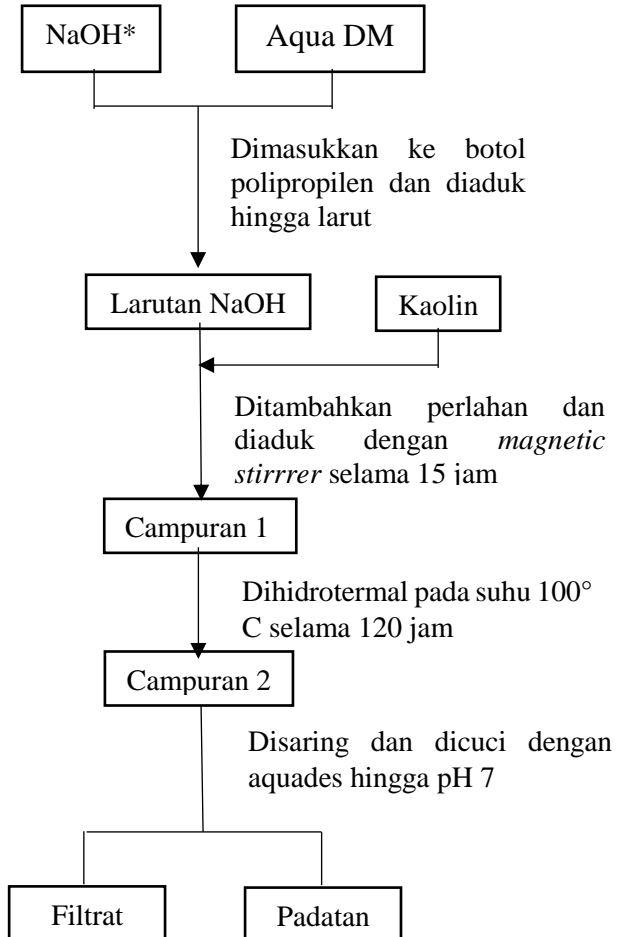 NaOH*
Aqua DM
Dimasukkan ke botol
polipropilen dan diaduk
hingga larut
Larutan NaOH
Kaolin
Ditambahkan perlahan dan
diaduk dengan magnetic
stirrrer selama 15 jam
Campuran 1
Dihidrotermal pada suhu 100°
C selama 120 jam
Campuran 2
Disaring dan dicuci dengan
aquades hingga pH 7
Filtrat
Padatan